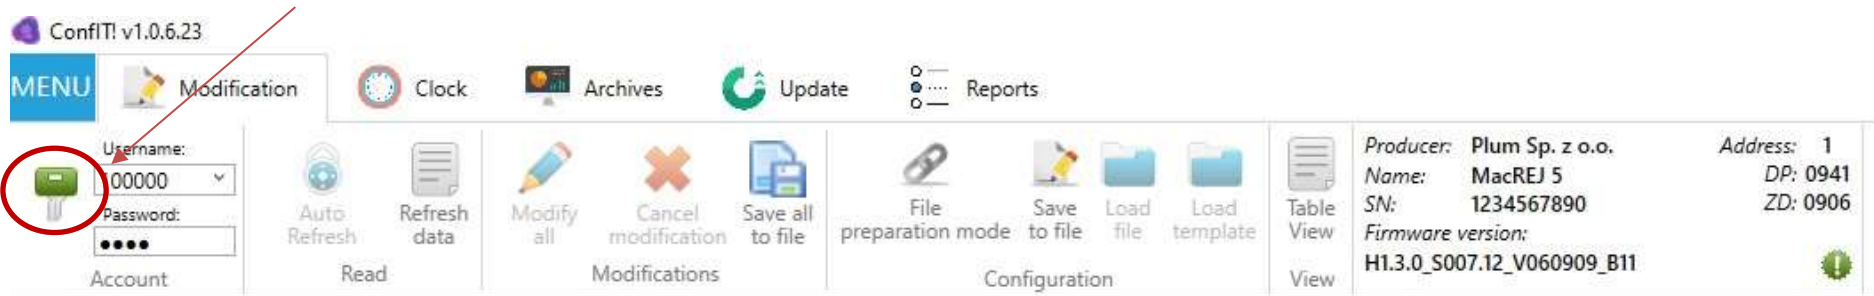 ConfIT! v1.0.6.23
MENU
Modification
Clock
Archives
Update
Reports
Username:
100000
Password:
Account
Auto
Refresh
Refresh
data
Read
Modify
all
Cancel
modification
Save all
to file
Modifications
File
preparation mode
Save
to file
Load
file
Load
template
Configuration
Table
View
View
Producer: Plum Sp. z o.o. Address: 1
Name: MacREJ 5 DP: 0941
SN: 1234567890 ZD: 0906
Firmware version:
H1.3.0_S007.12_V060909_B11